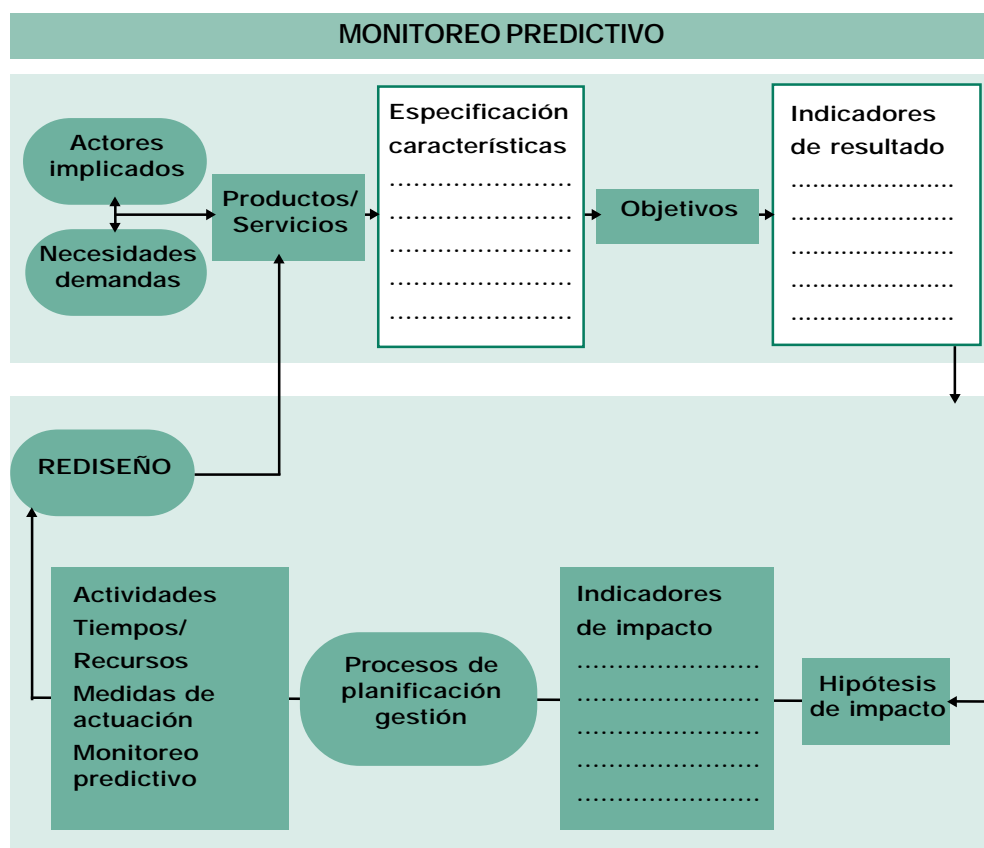 MONITOREO PREDICTIVO
Actores
implicados
Necesidades
demandas
Productos/
Servicios
Especificación
características
.......................
.......................
.......................
.......................
.......................
Objetivos
Indicadores
de resultado
.......................
.......................
.......................
.......................
.......................
REDISEÑO
Actividades
Tiempos/
Recursos
Medidas de
actuación
Monitoreo
predictivo
Procesos de
planificación
gestión
Indicadores
de impacto
.......................
.......................
.......................
.......................
.......................
Hipótesis
de impacto